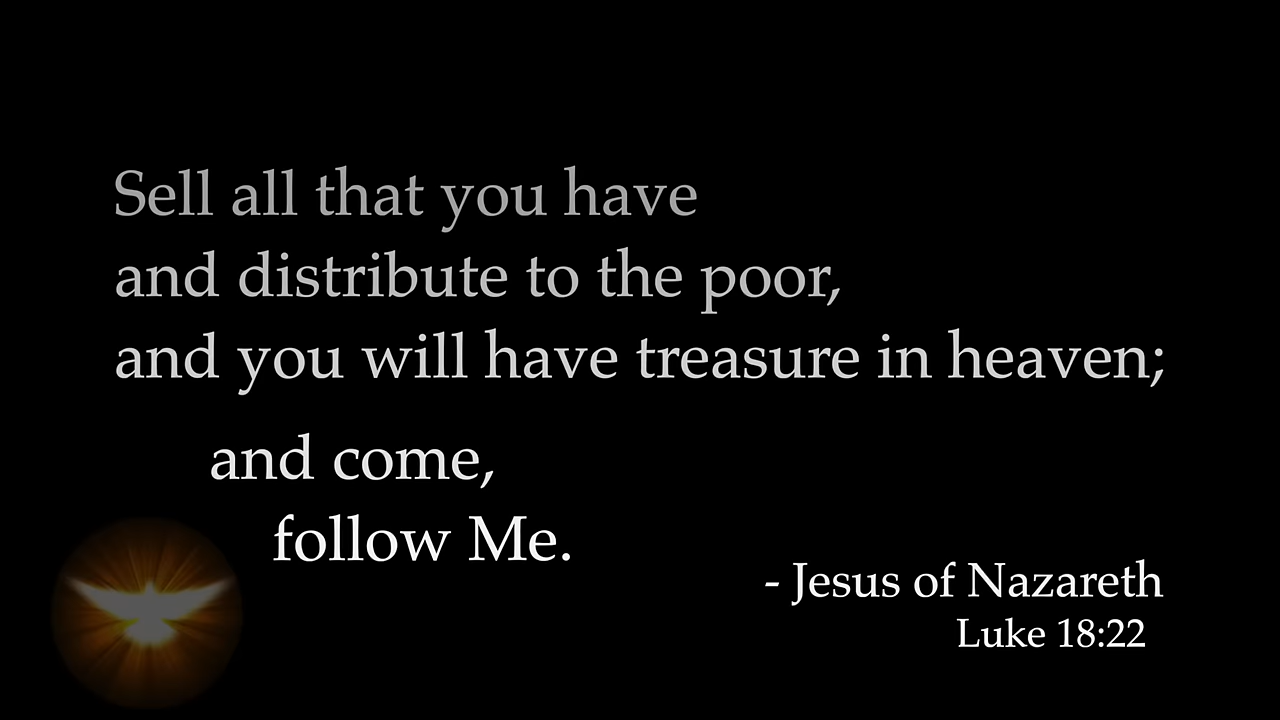 Sell all that you have
and distribute to the poor,
and you will have treasure in heaven;
and come,
follow Me.
- Jesus of Nazareth
Luke 18:22